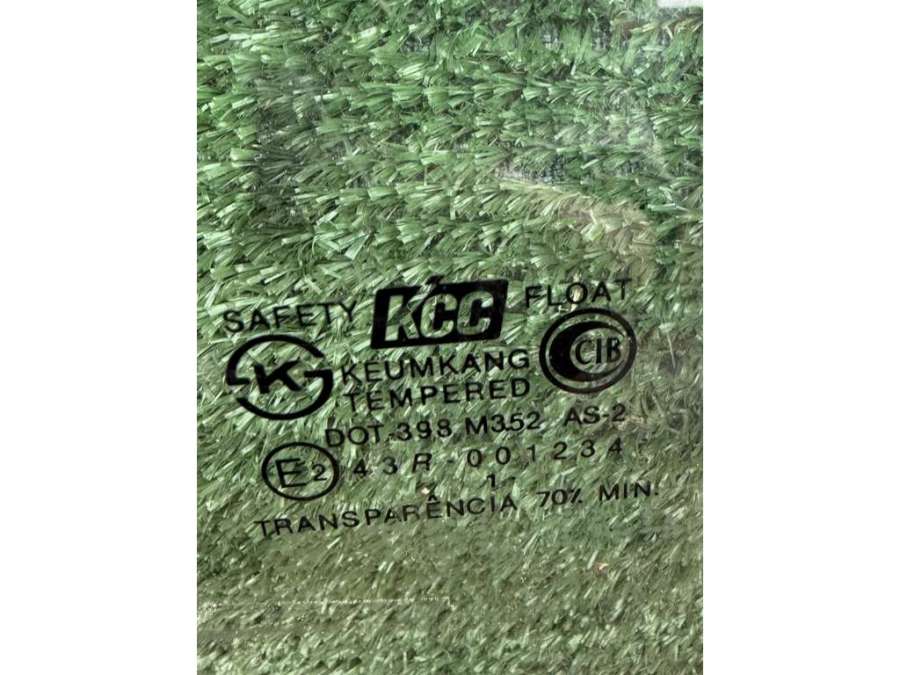 SAFETY KCC FLOAT
K KEUMKANG CIB
TEMPERED
DOT-398 M352 AS-2
E2 43R-001234
1
TRANSPARÊNCIA 70% MIN.